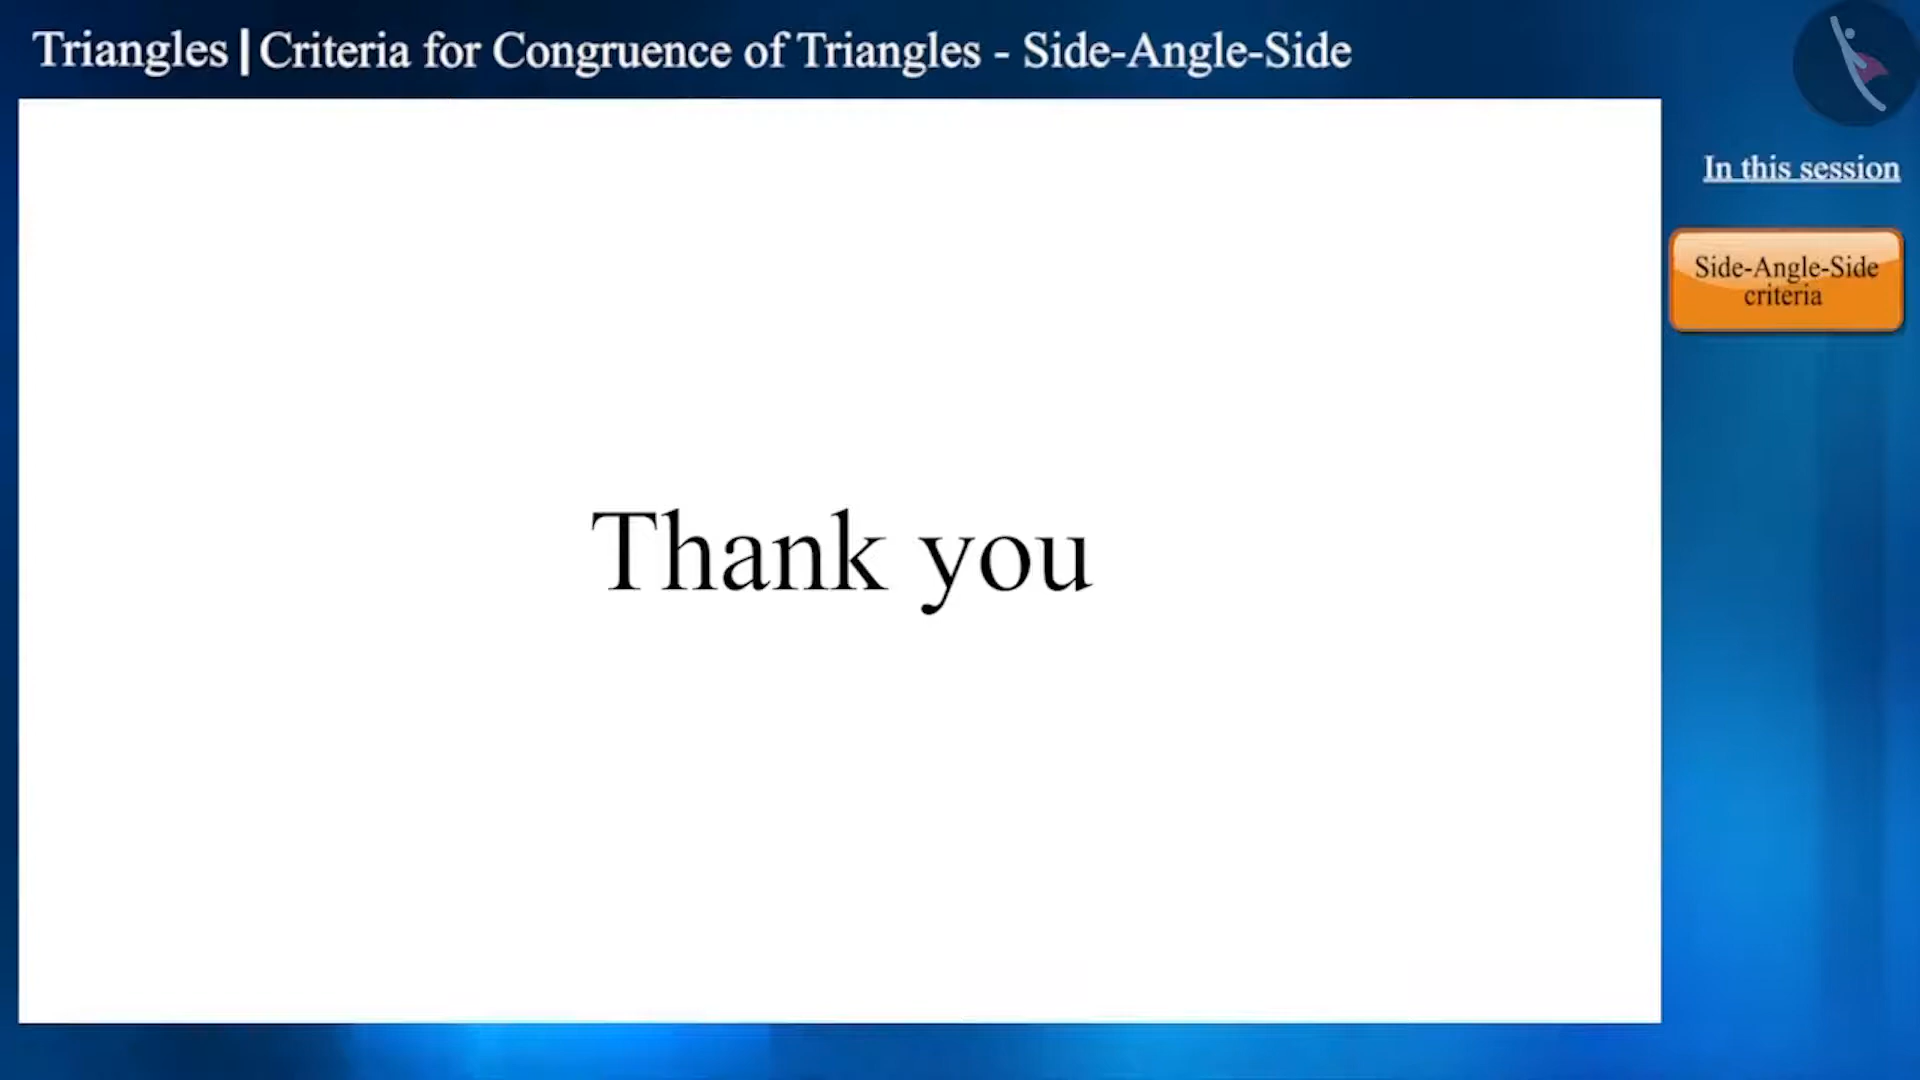 Triangles | Criteria for Congruence of Triangles - Side-Angle-Side
In this session
Side-Angle-Side
criteria
Thank you